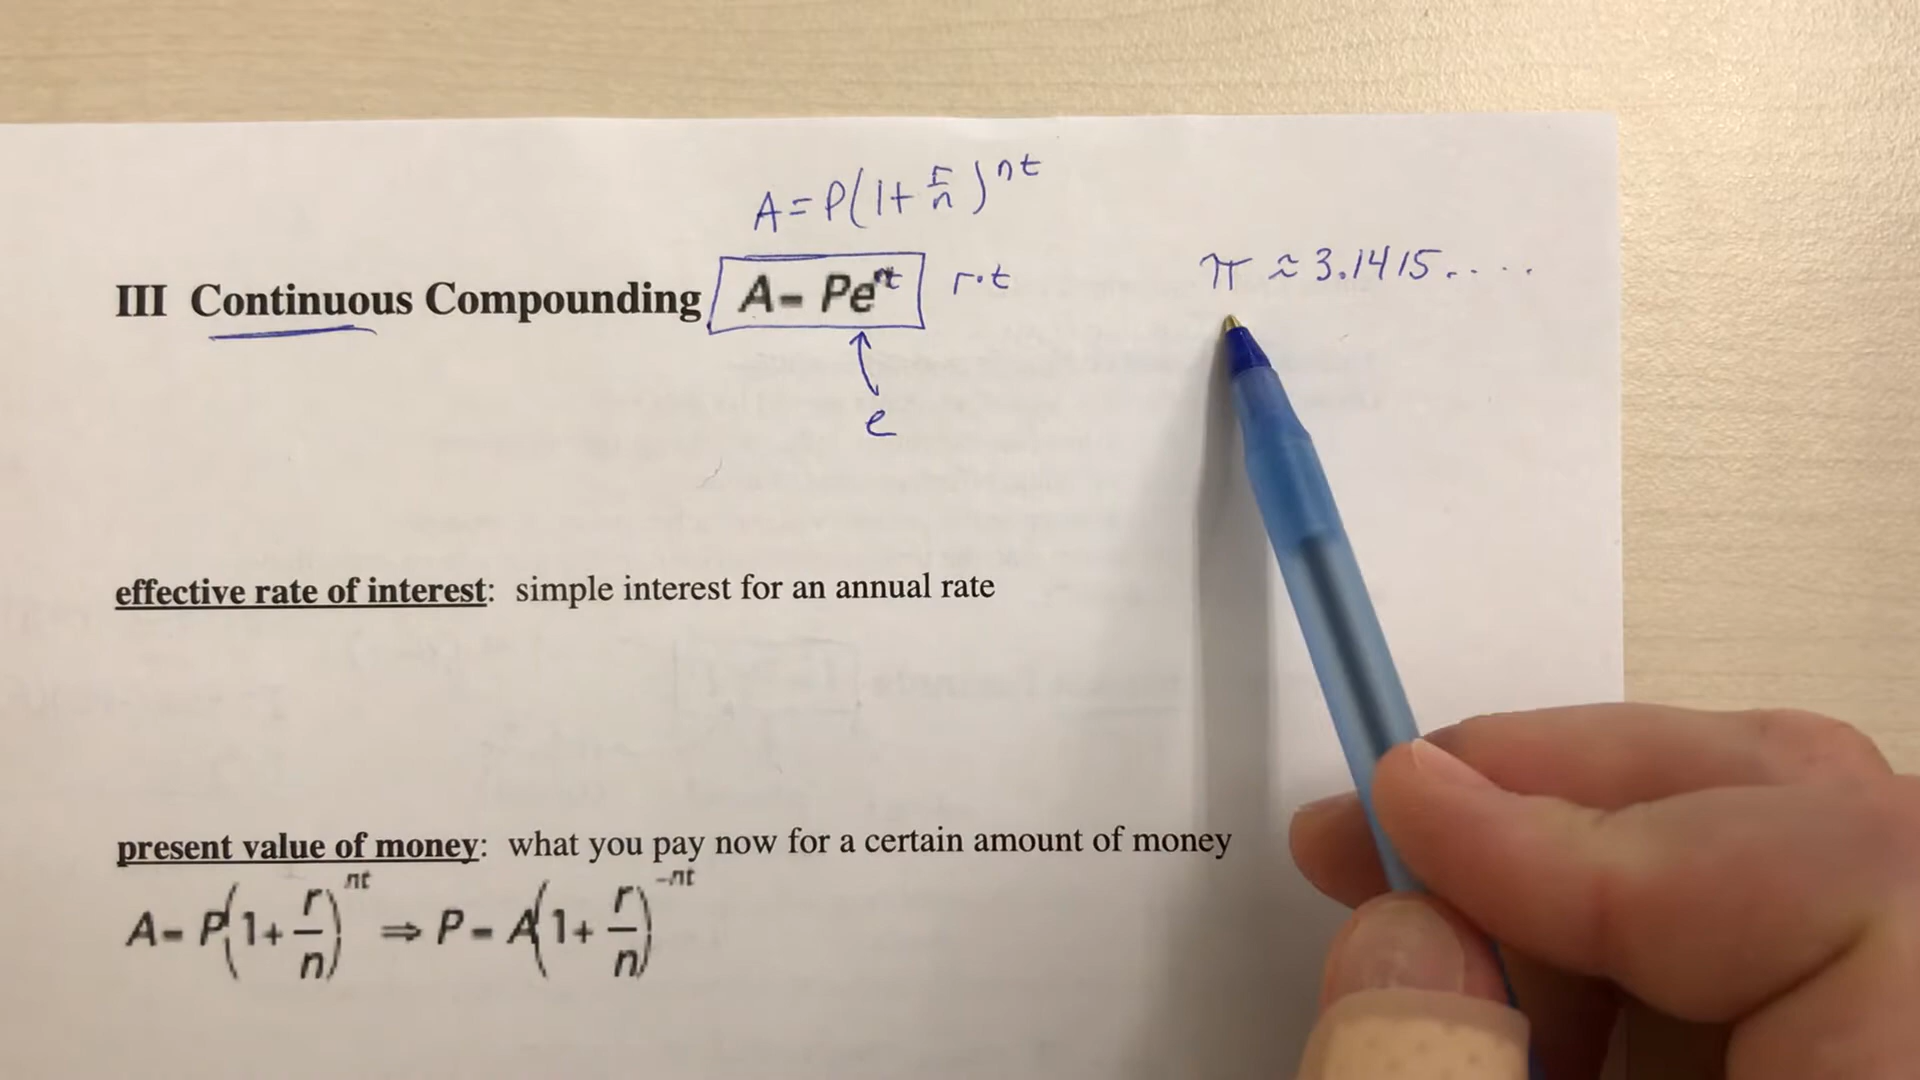 A=P(1+r/n)^nt
III Continuous Compounding A= Pe^rt r·t π ≈ 3.1415....
e
effective rate of interest: simple interest for an annual rate
present value of money: what you pay now for a certain amount of money
A= P(1+r/n)^nt ⇒ P= A(1+r/n)^-nt